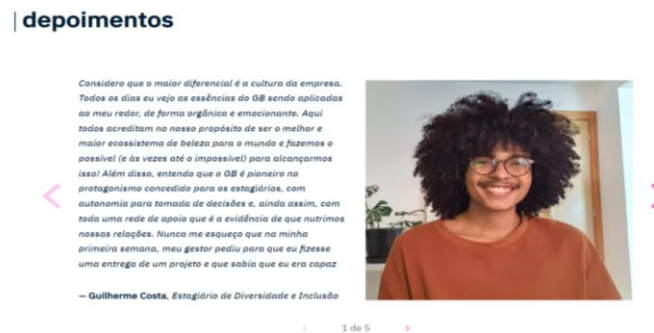 depoimentos
Considero que o maior diferencial é a cultura da empresa.
Todos os dias eu vejo as essências do GB sendo aplicadas
ao meu redor, de forma orgânica e emocionante. Aqui
todos acreditam no nosso propósito de ser o melhor e
maior ecossistema de beleza para o mundo e fazemos o
possível (e às vezes até o impossível) para alcançarmos
isso! Além disso, entendo que o GB é pioneiro no
protagonismo concedido para os estagiários, com
autonomia para tomada de decisões e, ainda assim, com
toda uma rede de apoio que é a evidência de que nutrimos
nossas relações. Nunca me esqueço que na minha
primeira semana, meu gestor pediu para que eu fizesse
uma entrega de um projeto e que sabia que eu era capaz
— Guilherme Costa, Estagiário de Diversidade e Inclusão
1 de 5